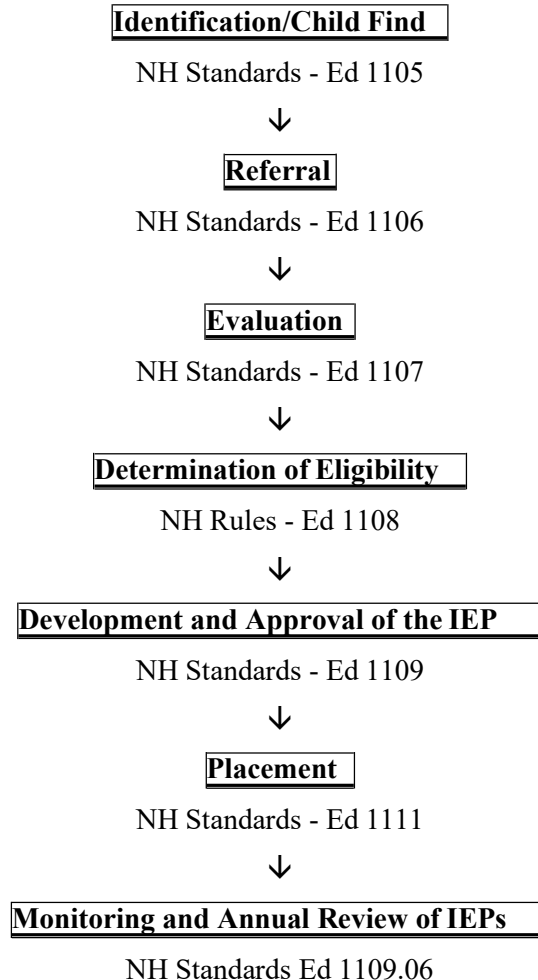 Identification/Child Find
NH Standards - Ed 1105
↓
Referral
NH Standards - Ed 1106
↓
Evaluation
NH Standards - Ed 1107
↓
Determination of Eligibility
NH Rules - Ed 1108
↓
Development and Approval of the IEP
NH Standards - Ed 1109
↓
Placement
NH Standards - Ed 1111
↓
Monitoring and Annual Review of IEPs
NH Standards Ed 1109.06